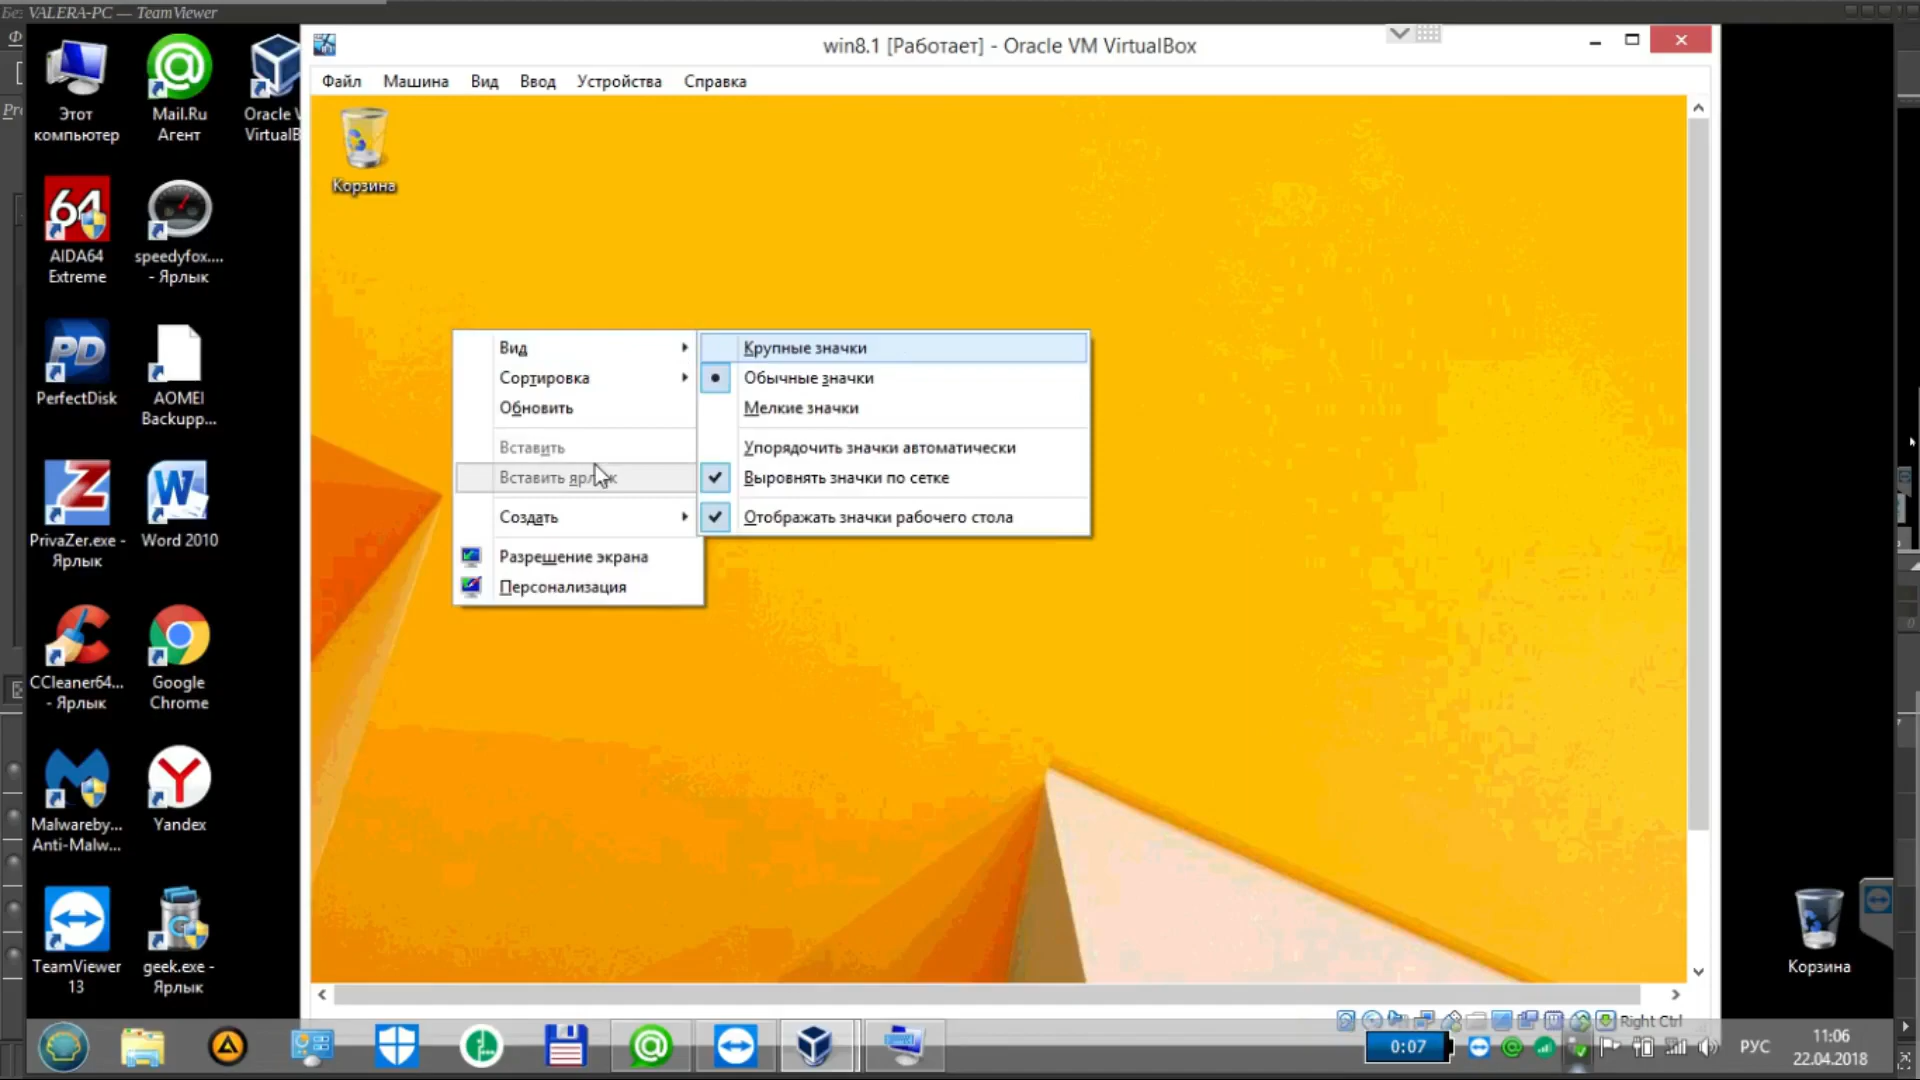 VALERA-PC — TeamViewer
win8.1 [Работает] - Oracle VM VirtualBox
Файл Машина Вид Ввод Устройства Справка
Этот
компьютер
Mail.Ru
Агент
Oracle V
VirtualB
Корзина
AIDA64
Extreme
speedyfox....
- Ярлык
PerfectDisk
AOMEI
Backupp...
PrivaZer.exe -
Ярлык
Word 2010
CCleaner64...
- Ярлык
Google
Chrome
Malwareby...
Anti-Malw...
Yandex
TeamViewer
13
geek.exe -
Ярлык
Вид
Сортировка
Обновить
Вставить
Вставить ярлык
Создать
Разрешение экрана
Персонализация
Крупные значки
Обычные значки
Мелкие значки
Упорядочить значки автоматически
Выровнять значки по сетке
Отображать значки рабочего стола
Корзина
Right Ctrl
0:07
РУС
11:06
22.04.2018